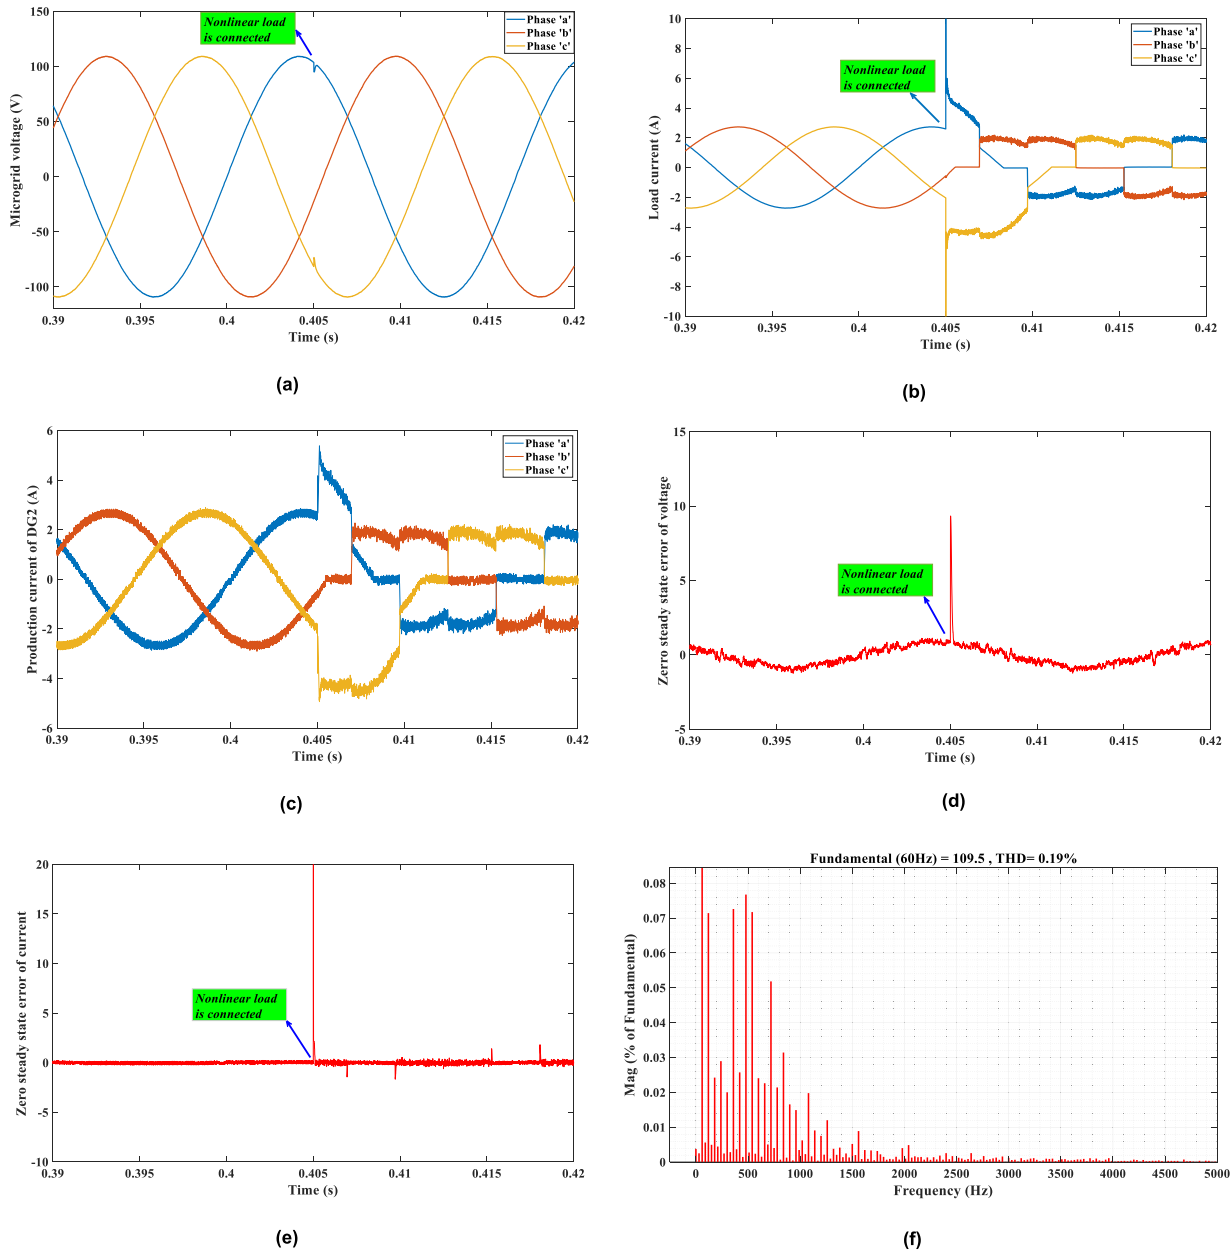 Nonlinear load
is connected
Phase 'a'
Phase 'b'
Phase 'c'
100
50
0
-50
-100
Microgrid voltage (V)
0.39
0.395
0.4
0.405
0.41
0.415
0.42
Time (s)
(a)
Nonlinear load
is connected
Phase 'a'
Phase 'b'
Phase 'c'
10
8
6
4
2
0
-2
-4
-6
-8
-10
Load current (A)
0.39
0.395
0.4
0.405
0.41
0.415
0.42
Time (s)
(b)
Phase 'a'
Phase 'b'
Phase 'c'
6
4
2
0
-2
-4
-6
Production current of DG2 (A)
0.39
0.395
0.4
0.405
0.41
0.415
0.42
Time (s)
(c)
Nonlinear load
is connected
15
10
5
0
-5
Zerro steady state error of voltage
0.39
0.395
0.4
0.405
0.41
0.415
0.42
Time (s)
(d)
Nonlinear load
is connected
20
15
10
5
0
-5
-10
Zero steady state error of current
0.39
0.395
0.4
0.405
0.41
0.415
0.42
Time (s)
(e)
Fundamental (60Hz) = 109.5 , THD= 0.19%
0.08
0.07
0.06
0.05
0.04
0.03
0.02
0.01
0
Mag (% of Fundamental)
0
500
1000
1500
2000
2500
3000
3500
4000
4500
5000
Frequency (Hz)
(f)